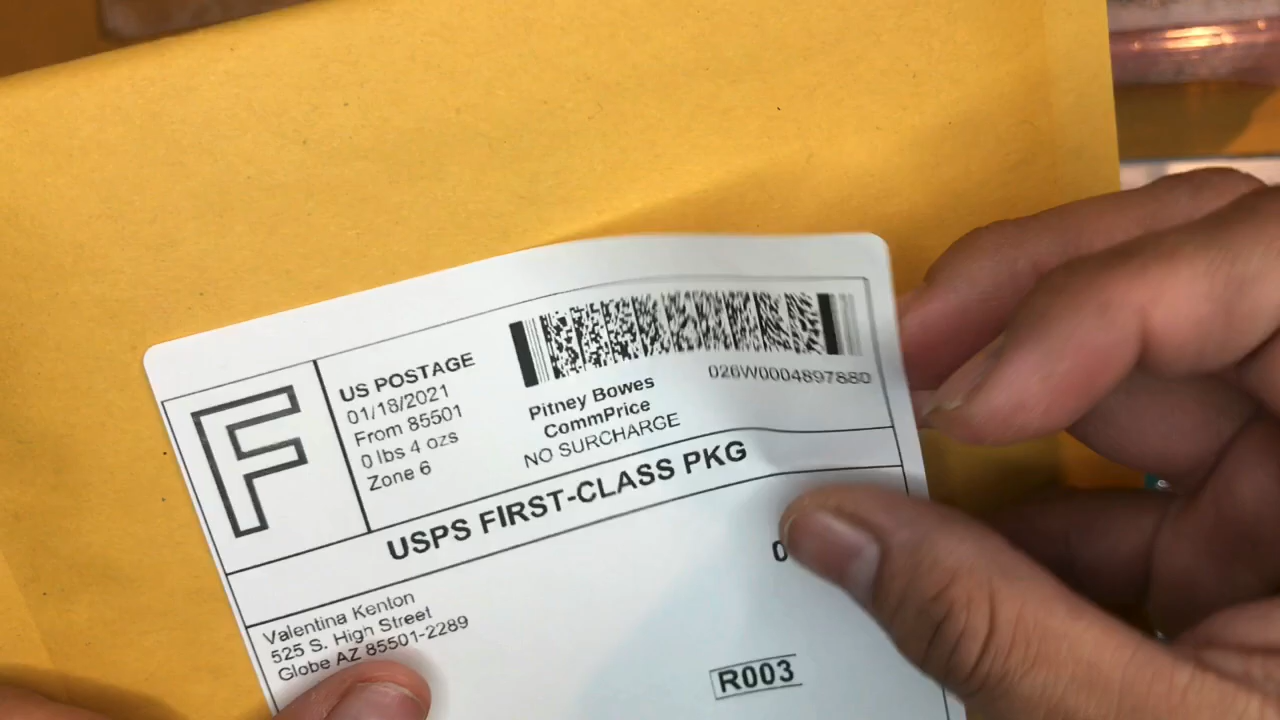 F
US POSTAGE
01/18/2021
From 85501
0 lbs 4 ozs
Zone 6
026W0004897880
Pitney Bowes
CommPrice
NO SURCHARGE
USPS FIRST-CLASS PKG
Valentina Kenton
525 S. High Street
Globe AZ 85501-2289
0
R003